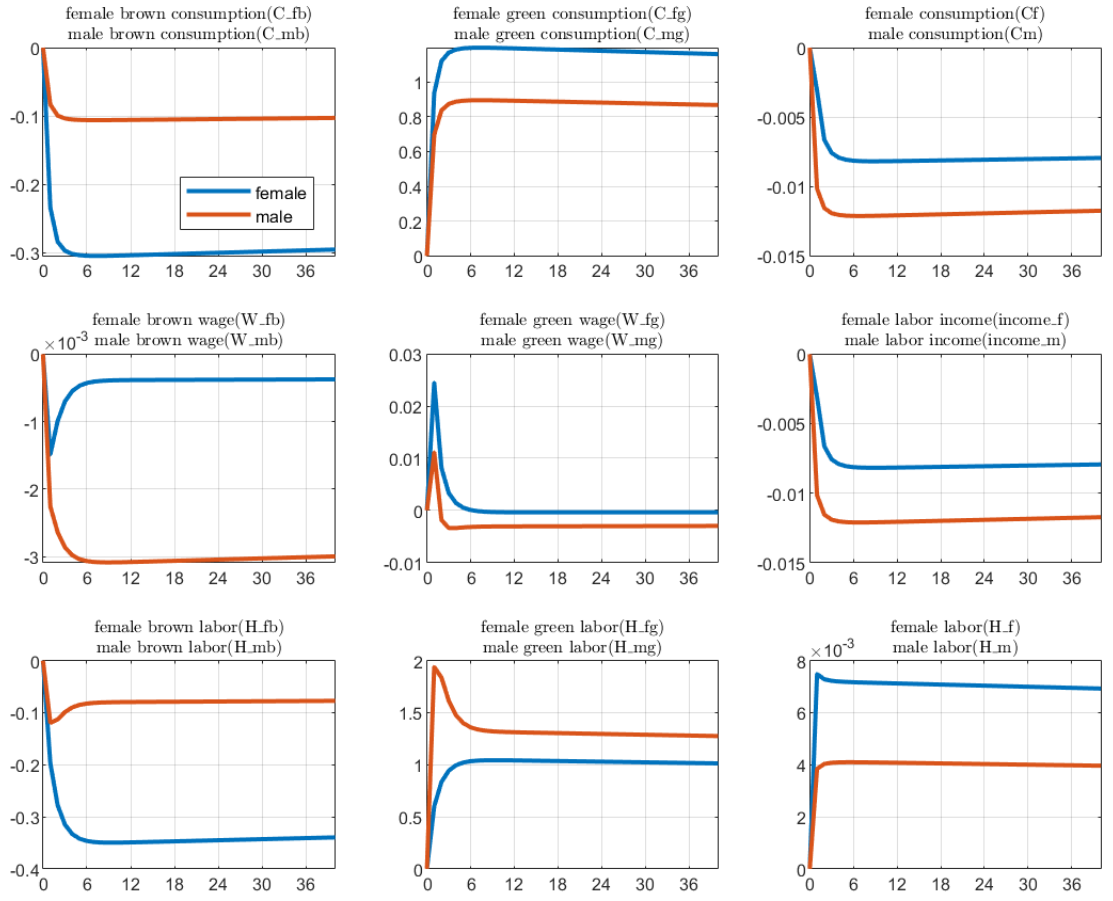 female brown consumption(C_fb)
male brown consumption(C_mb)
0
-0.1
-0.2
-0.3
female
male
0 6 12 18 24 30 36
female green consumption(C_fg)
male green consumption(C_mg)
1
0.8
0.6
0.4
0.2
0
0 6 12 18 24 30 36
female consumption(Cf)
male consumption(Cm)
0
-0.005
-0.01
-0.015
0 6 12 18 24 30 36
female brown wage(W_fb)
male brown wage(W_mb)
×10⁻³
0
-1
-2
-3
0 6 12 18 24 30 36
female green wage(W_fg)
male green wage(W_mg)
0.03
0.02
0.01
0
-0.01
0 6 12 18 24 30 36
female labor income(income_f)
male labor income(income_m)
0
-0.005
-0.01
-0.015
0 6 12 18 24 30 36
female brown labor(H_fb)
male brown labor(H_mb)
0
-0.1
-0.2
-0.3
-0.4
0 6 12 18 24 30 36
female green labor(H_fg)
male green labor(H_mg)
2
1.5
1
0.5
0
0 6 12 18 24 30 36
female labor(H_f)
male labor(H_m)
×10⁻³
8
6
4
2
0
0 6 12 18 24 30 36